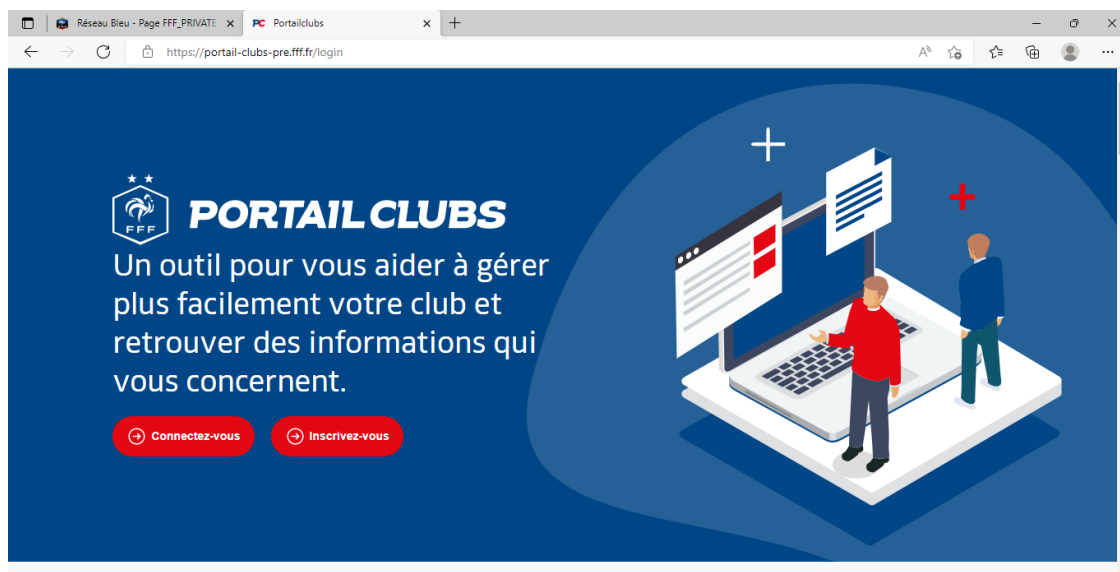 Réseau Bleu - Page FFF_PRIVATE
PC Portailclubs
https://portail-clubs-pre.fff.fr/login
FFF
PORTAIL CLUBS
Un outil pour vous aider à gérer
plus facilement votre club et
retrouver des informations qui
vous concernent.
Connectez-vous
Inscrivez-vous